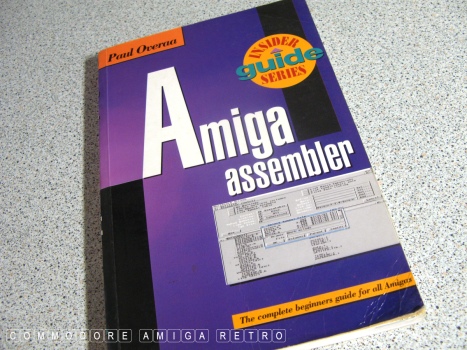 Paul Overaa
INSIDER
guide
SERIES
Amiga
assembler
The complete beginners guide for all Amigas
COMMODORE AMIGA RETRO